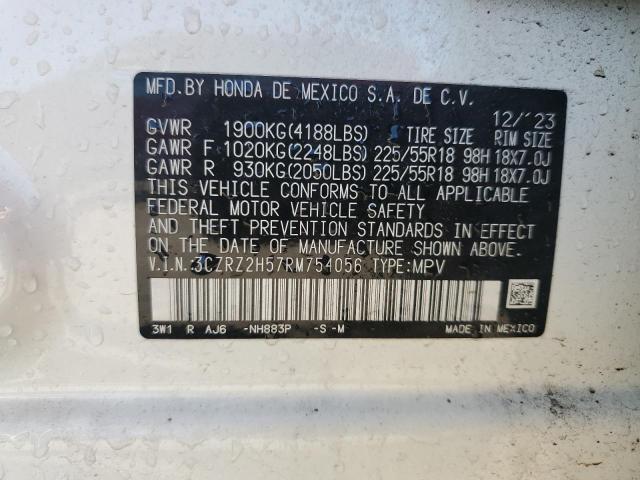 MFD.BY HONDA DE MEXICO S.A. DE C.V.
12/'23
GVWR 1900KG(4188LBS) TIRE SIZE RIM SIZE
GAWR F 1020KG(2248LBS) 225/55R18 98H 18X7.0J
GAWR R 930KG(2050LBS) 225/55R18 98H 18X7.0J
THIS VEHICLE CONFORMS TO ALL APPLICABLE
FEDERAL MOTOR VEHICLE SAFETY
AND THEFT PREVENTION STANDARDS IN EFFECT
ON THE DATE OF MANUFACTURE SHOWN ABOVE.
V.I.N.:3CZRZ2H57RM754056 TYPE:MPV
3W1 R AJ6 -NH883P -S-M MADE IN MEXICO